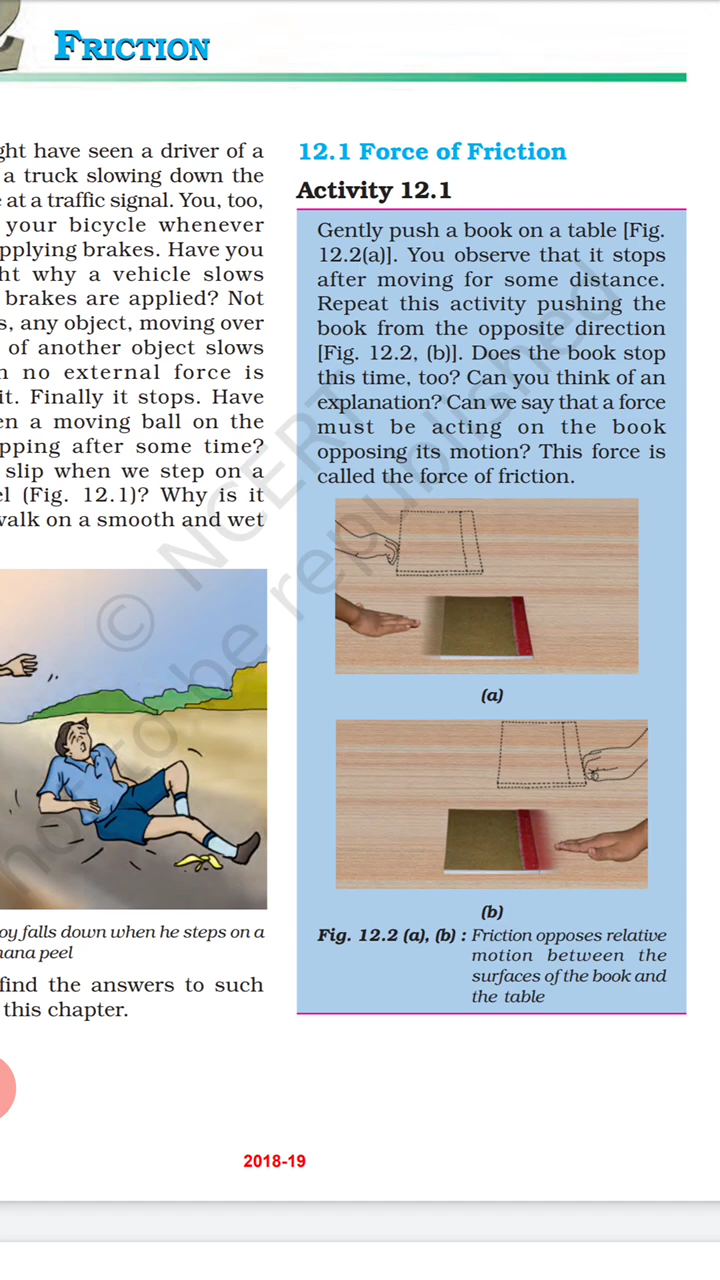 FRICTION
ght have seen a driver of a
a truck slowing down the
at a traffic signal. You, too,
your bicycle whenever
pplying brakes. Have you
ht why a vehicle slows
brakes are applied? Not
s, any object, moving over
of another object slows
n no external force is
it. Finally it stops. Have
en a moving ball on the
pping after some time?
slip when we step on a
el (Fig. 12.1)? Why is it
walk on a smooth and wet
oy falls down when he steps on a
nana peel
find the answers to such
this chapter.
12.1 Force of Friction
Activity 12.1
Gently push a book on a table [Fig.
12.2(a)]. You observe that it stops
after moving for some distance.
Repeat this activity pushing the
book from the opposite direction
[Fig. 12.2, (b)]. Does the book stop
this time, too? Can you think of an
explanation? Can we say that a force
must be acting on the book
opposing its motion? This force is
called the force of friction.
(a)
(b)
Fig. 12.2 (a), (b) : Friction opposes relative
motion between the
surfaces of the book and
the table
© NCERT
not to be republished
2018-19